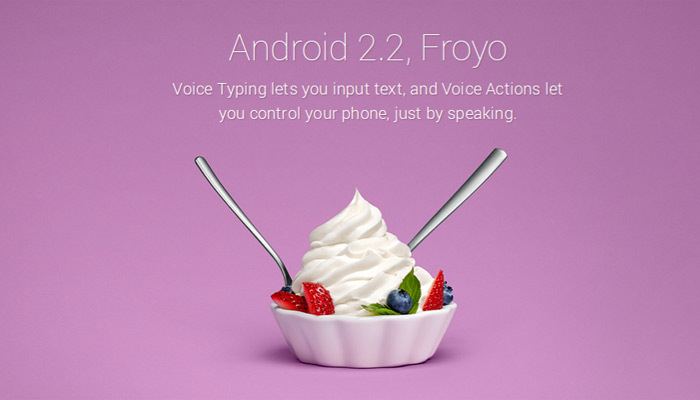 Android 2.2, Froyo
Voice Typing lets you input text, and Voice Actions let
you control your phone, just by speaking.